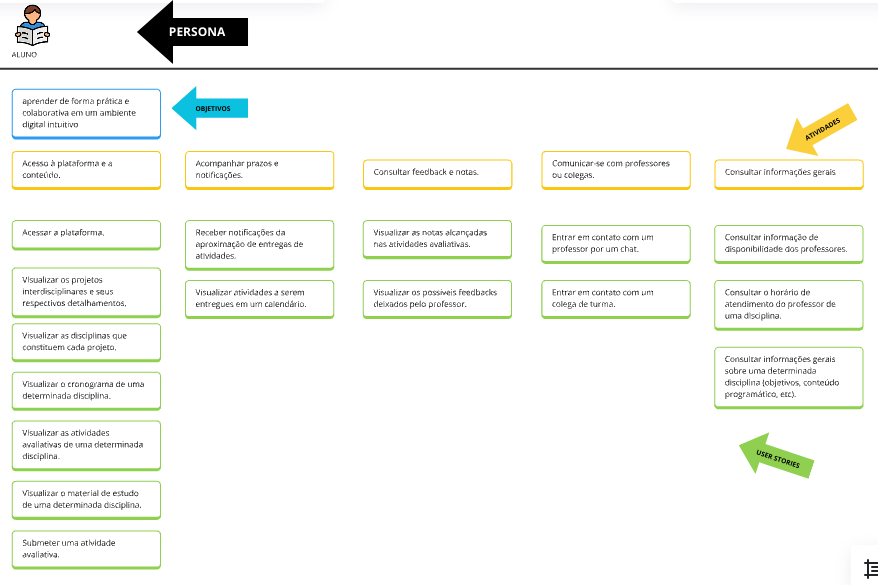 PERSONA
ALUNO
aprender de forma prática e
colaborativa em um ambiente
digital intuitivo
OBJETIVOS
ATIVIDADES
Acesso à plataforma e a
conteúdo.
Acompanhar prazos e
notificações.
Consultar feedback e notas.
Comunicar-se com professores
ou colegas.
Consultar informações gerais
Acessar a plataforma.
Visualizar os projetos
interdisciplinares e seus
respectivos detalhamentos.
Visualizar as disciplinas que
constituem cada projeto.
Visualizar o cronograma de uma
determinada disciplina.
Visualizar as atividades
avaliativas de uma determinada
disciplina.
Visualizar o material de estudo
de uma determinada disciplina.
Submeter uma atividade
avaliativa.
Receber notificações da
aproximação de entregas de
atividades.
Visualizar atividades a serem
entregues em um calendário.
Visualizar as notas alcançadas
nas atividades avaliativas.
Visualizar os possíveis feedbacks
deixados pelo professor.
Entrar em contato com um
professor por um chat.
Entrar em contato com um
colega de turma.
Consultar informação de
disponibilidade dos professores.
Consultar o horário de
atendimento do professor de
uma disciplina.
Consultar informações gerais
sobre uma determinada
disciplina (objetivos, conteúdo
programático, etc).
USER STORIES